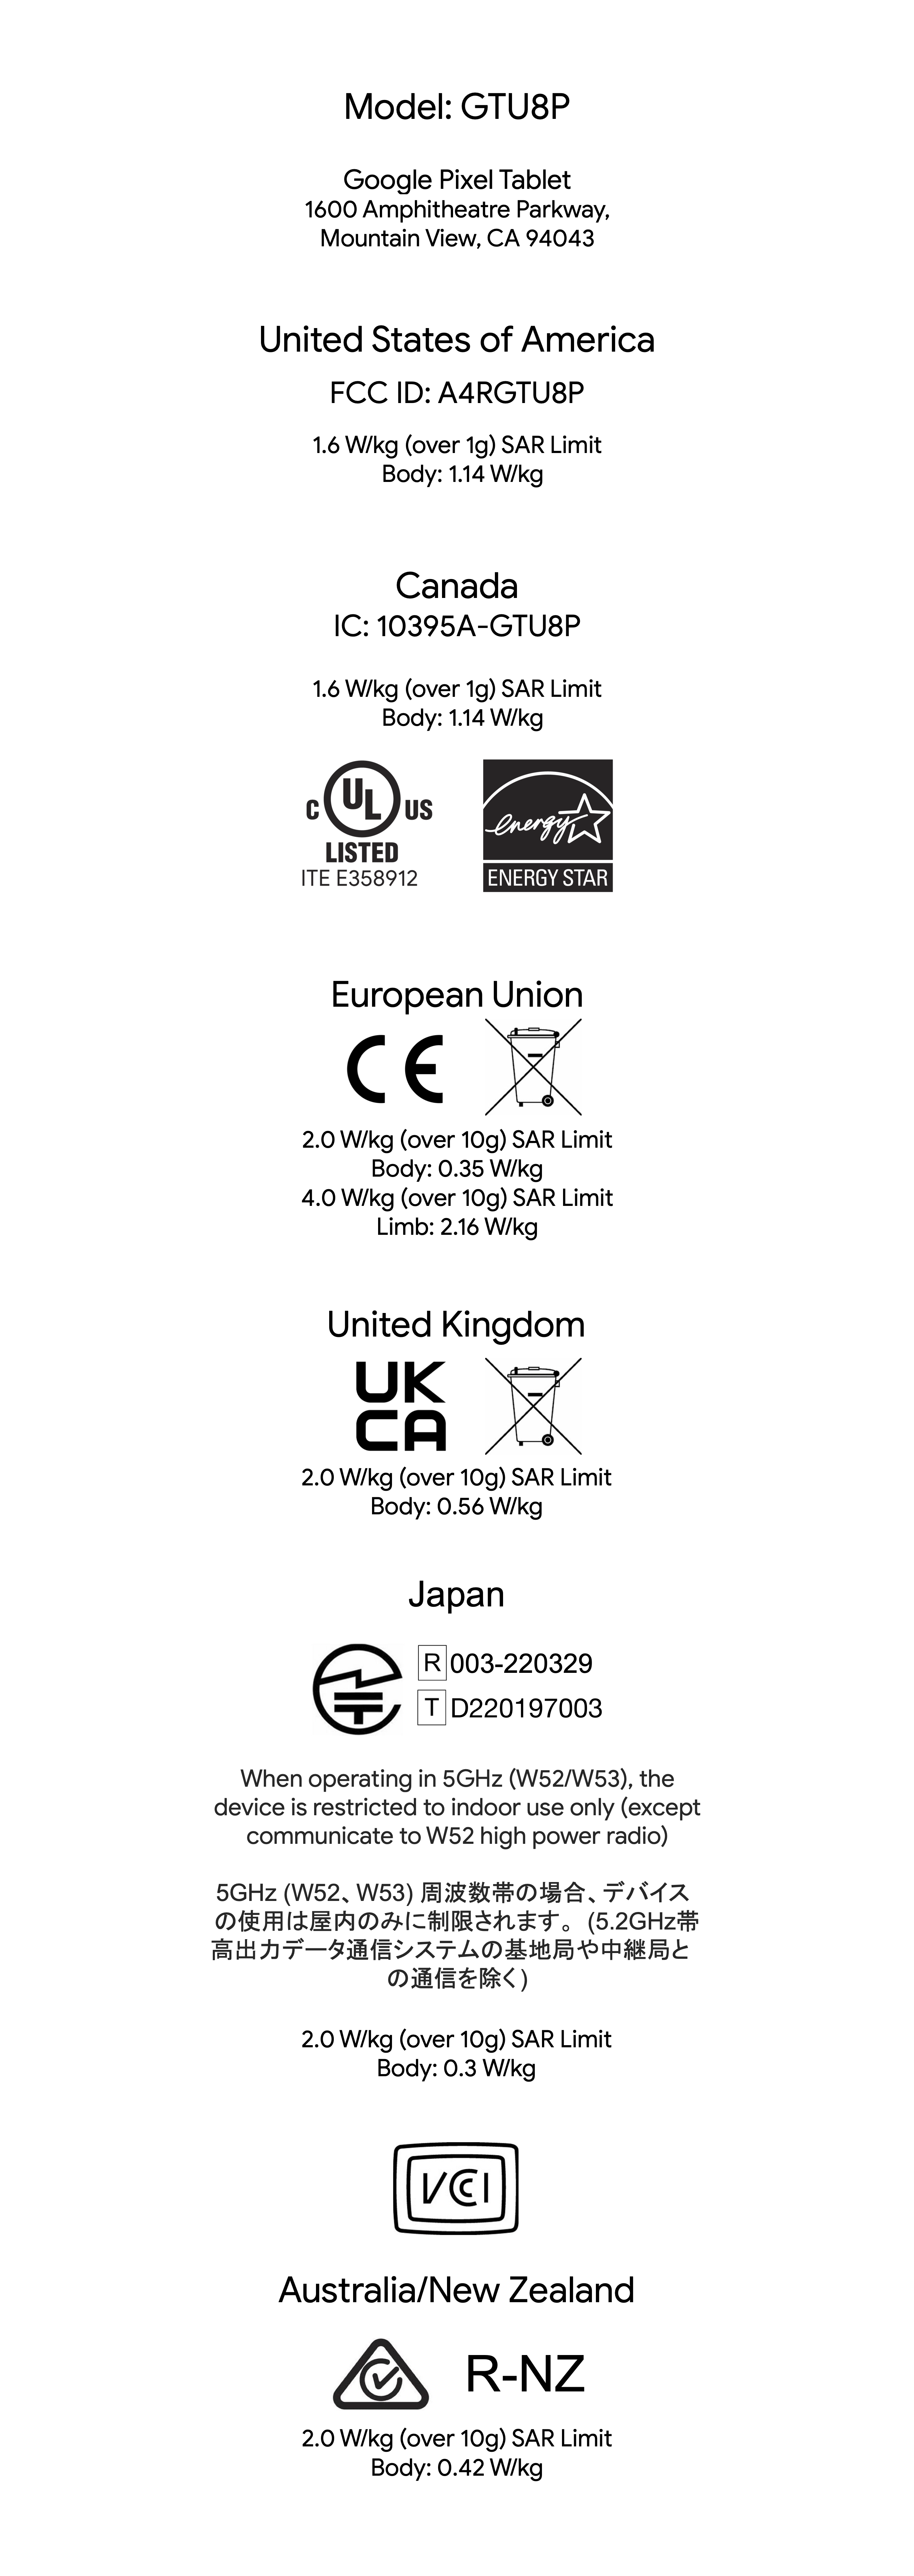 Model: GTU8P
Google Pixel Tablet
1600 Amphitheatre Parkway,
Mountain View, CA 94043
United States of America
FCC ID: A4RGTU8P
1.6 W/kg (over 1g) SAR Limit
Body: 1.14 W/kg
Canada
IC: 10395A-GTU8P
1.6 W/kg (over 1g) SAR Limit
Body: 1.14 W/kg
C UL US
LISTED
ITE E358912
energy
ENERGY STAR
European Union
CE
2.0 W/kg (over 10g) SAR Limit
Body: 0.35 W/kg
4.0 W/kg (over 10g) SAR Limit
Limb: 2.16 W/kg
United Kingdom
UK
CA
2.0 W/kg (over 10g) SAR Limit
Body: 0.56 W/kg
Japan
R 003-220329
T D220197003
When operating in 5GHz (W52/W53), the
device is restricted to indoor use only (except
communicate to W52 high power radio)
5GHz (W52、W53) 周波数帯の場合、デバイス
の使用は屋内のみに制限されます。 (5.2GHz帯
高出力データ通信システムの基地局や中継局と
の通信を除く)
2.0 W/kg (over 10g) SAR Limit
Body: 0.3 W/kg
VCCI
Australia/New Zealand
R-NZ
2.0 W/kg (over 10g) SAR Limit
Body: 0.42 W/kg